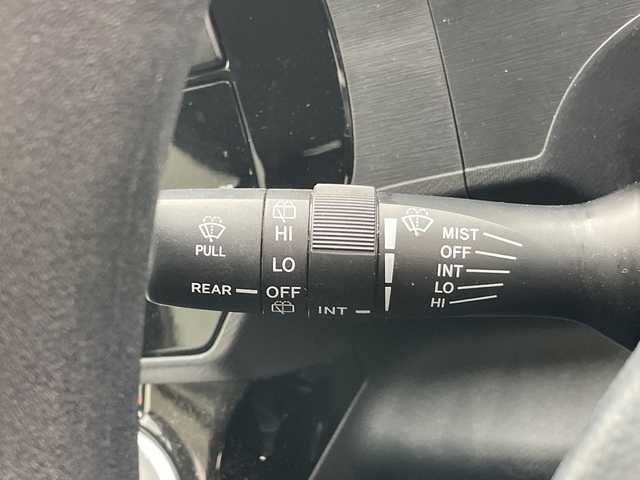 PULL
REAR
HI
LO
OFF
INT
MIST
OFF
INT
LO
HI